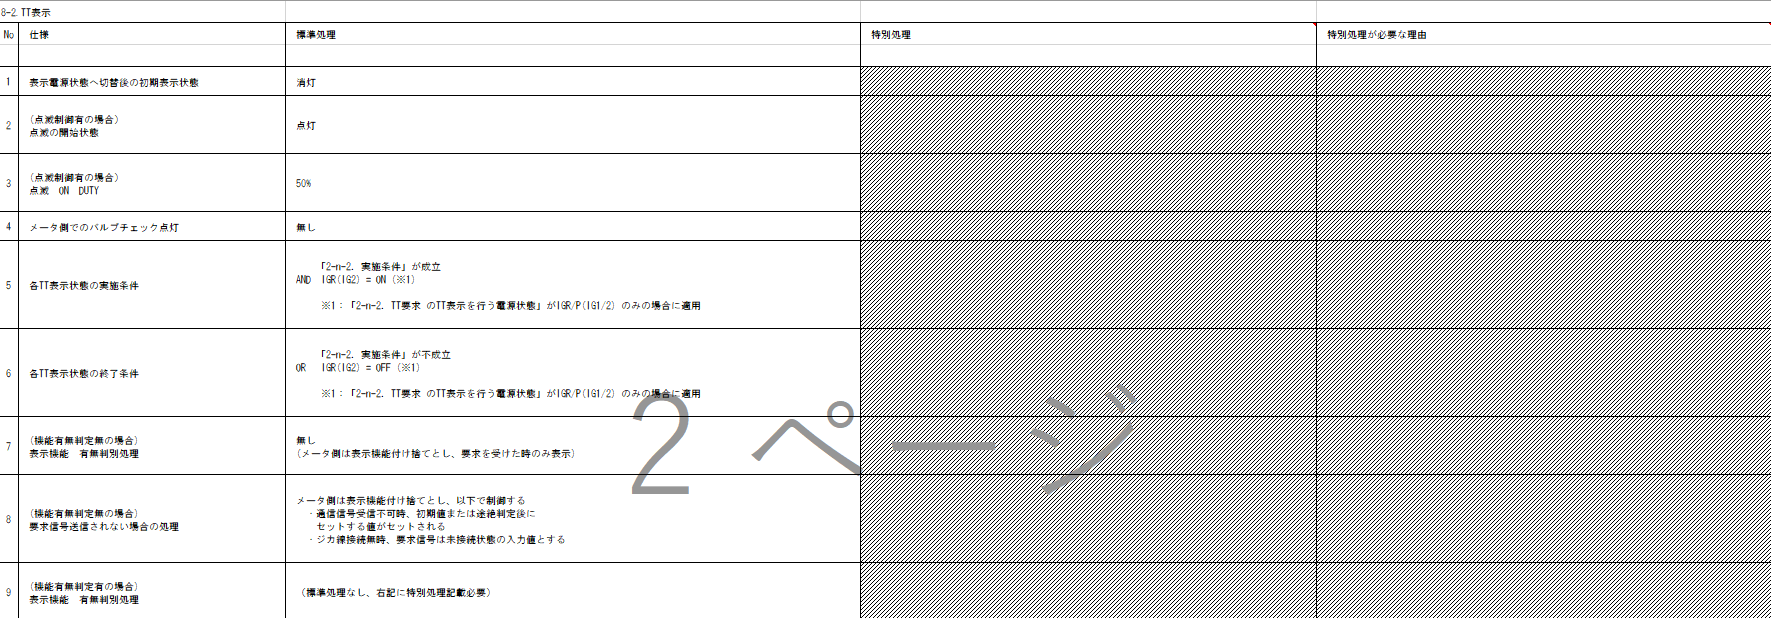 8-2.TT表示
No 仕様 標準処理 特別処理 特別処理が必要な理由
1 表示電源状態へ切替後の初期表示状態 消灯
2 (点滅制御有の場合)
点滅の開始状態 点灯
3 (点滅制御有の場合)
点滅 ON DUTY 50%
4 メータ側でのバルブチェック点灯 無し
5 各TT表示状態の実施条件
「2-n-2. 実施条件」が成立
AND IGR(IG2) = ON (※1)
※1:「2-n-2. TT要求 のTT表示を行う電源状態」がIGR/P(IG1/2) のみの場合に適用
6 各TT表示状態の終了条件
「2-n-2. 実施条件」が不成立
OR IGR(IG2) = OFF (※1)
※1:「2-n-2. TT要求 のTT表示を行う電源状態」がIGR/P(IG1/2) のみの場合に適用
7 (機能有無判定無の場合)
表示機能 有無判別処理
無し
(メータ側は表示機能付け捨てとし、要求を受けた時のみ表示)
8 (機能有無判定無の場合)
要求信号送信されない場合の処理
メータ側は表示機能付け捨てとし、以下で制御する
・通信信号受信不可時、初期値または途絶判定後に
セットする値がセットされる
・ジカ線接続無時、要求信号は未接続状態の入力値とする
9 (機能有無判定有の場合)
表示機能 有無判別処理
(標準処理なし、右記に特別処理記載必要)
2 ページ